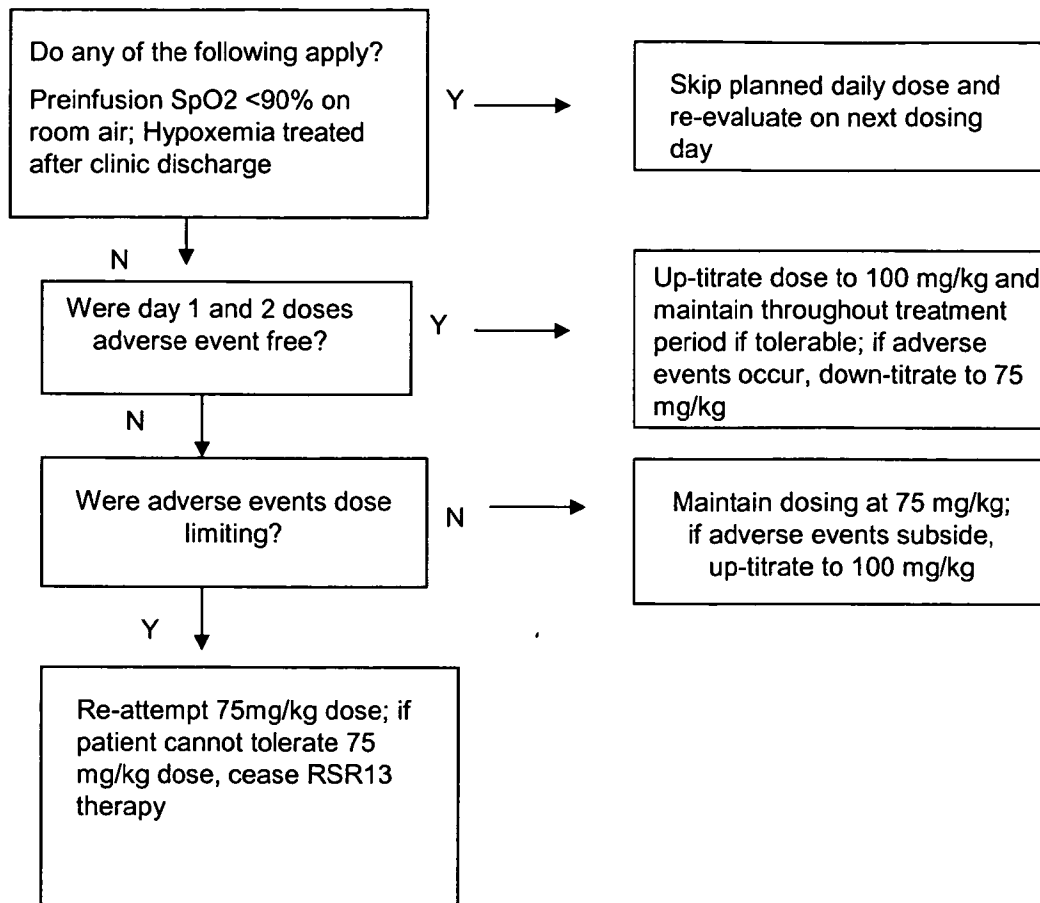 Do any of the following apply?
Preinfusion SpO2 <90% on
room air; Hypoxemia treated
after clinic discharge
Y
Skip planned daily dose and
re-evaluate on next dosing
day
N
Were day 1 and 2 doses
adverse event free?
Y
Up-titrate dose to 100 mg/kg and
maintain throughout treatment
period if tolerable; if adverse
events occur, down-titrate to 75
mg/kg
N
Were adverse events dose
limiting?
N
Maintain dosing at 75 mg/kg;
if adverse events subside,
up-titrate to 100 mg/kg
Y
Re-attempt 75mg/kg dose; if
patient cannot tolerate 75
mg/kg dose, cease RSR13
therapy